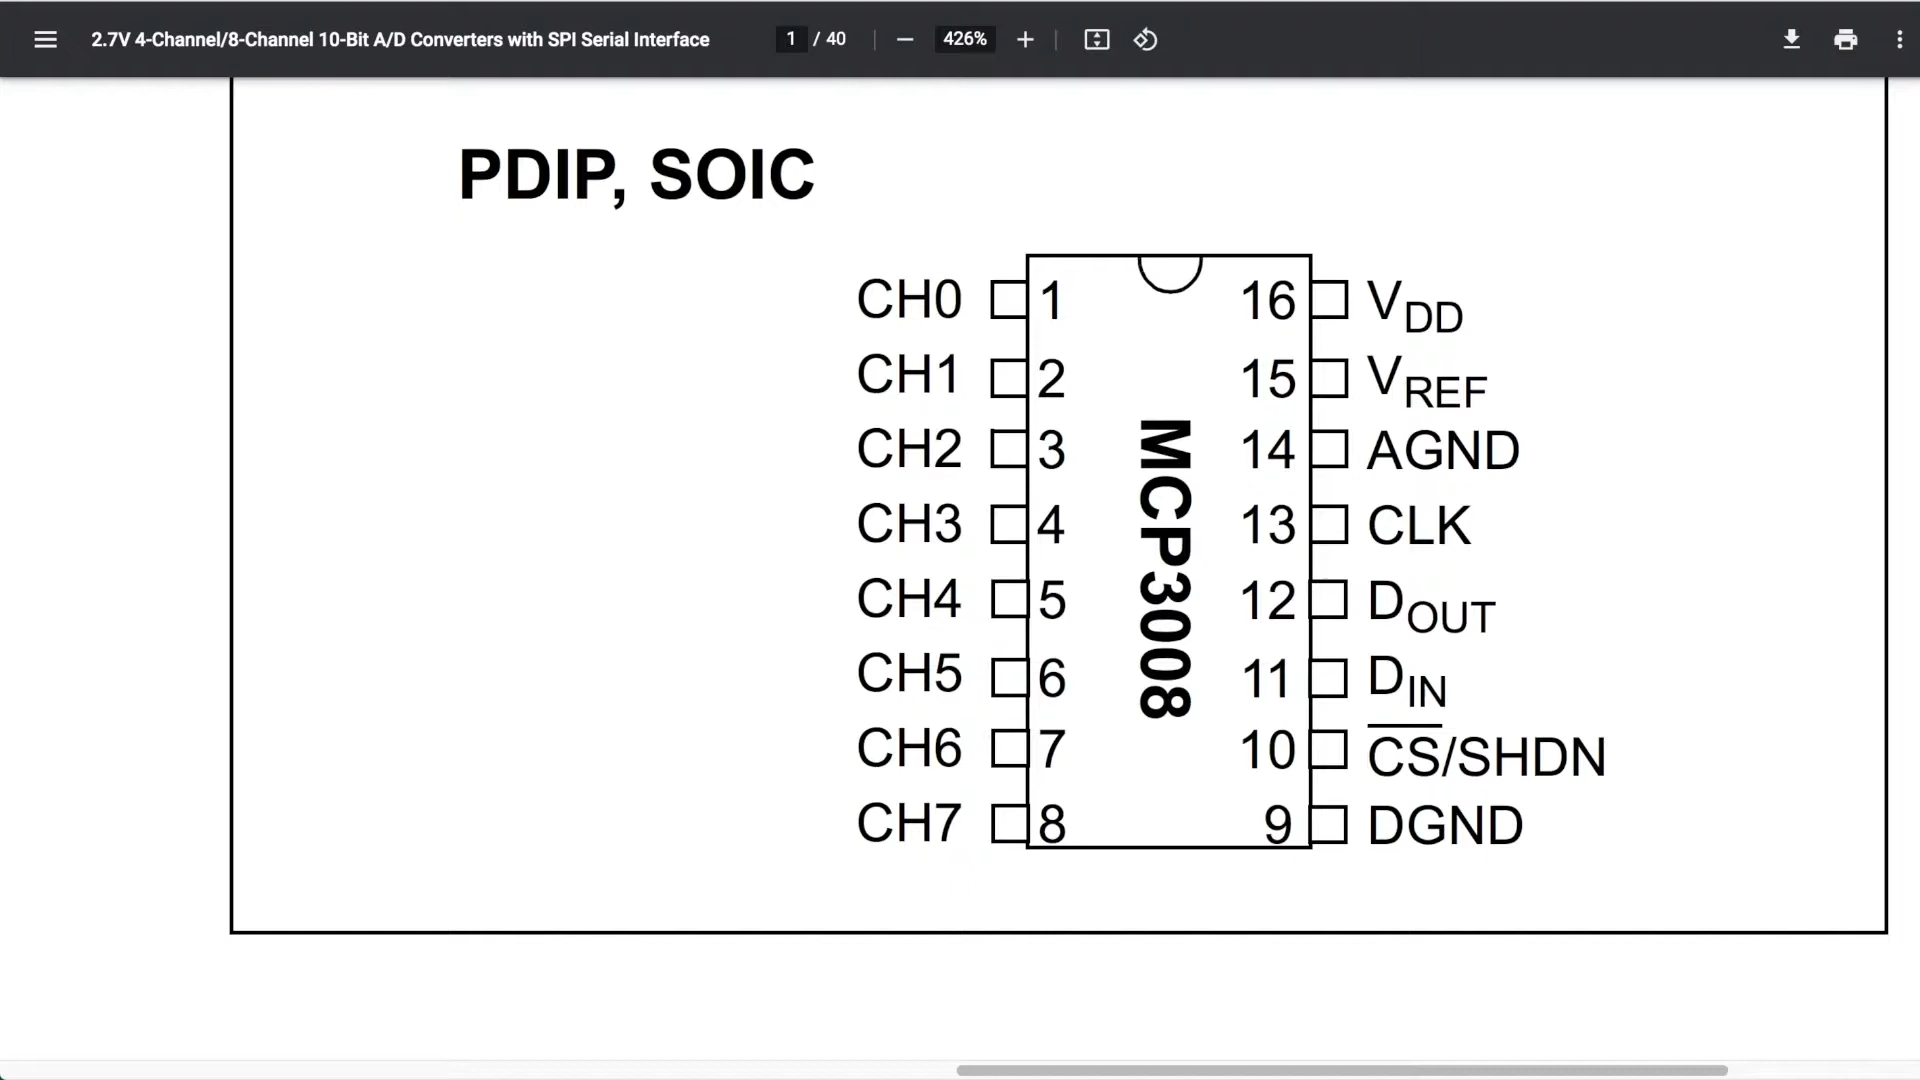 2.7V 4-Channel/8-Channel 10-Bit A/D Converters with SPI Serial Interface 1 / 40 426%
PDIP, SOIC
CH0 1 16 VDD
CH1 2 15 VREF
CH2 3 14 AGND
CH3 4 13 CLK
CH4 5 12 DOUT
CH5 6 11 DIN
CH6 7 10 C̅S̅/SHDN
CH7 8 9 DGND
MCP3008